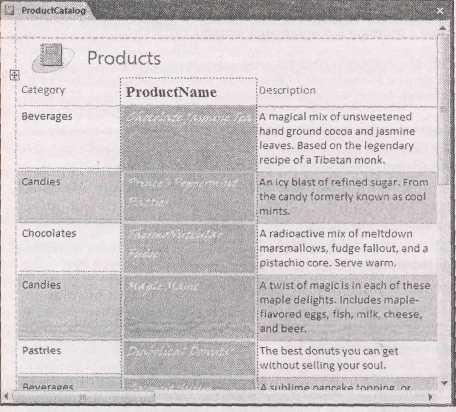 ProductCatalog
Products
Category ProductName Description
Beverages Chocolate Jasmine Tea A magical mix of unsweetened
hand ground cocoa and jasmine
leaves. Based on the legendary
recipe of a Tibetan monk.
Candies Prince's Peppermint An icy blast of refined sugar. From
Patties the candy formerly known as cool
mints.
Chocolates A radioactive mix of meltdown
Fudge marsmallows, fudge fallout, and a
pistachio core. Serve warm.
Candies Maple Magic A twist of magic is in each of these
maple delights. Includes maple-
flavored eggs, fish, milk, cheese,
and beer.
Pastries Donuts The best donuts you can get
without selling your soul.
Beverages A sublime pancake topping, or